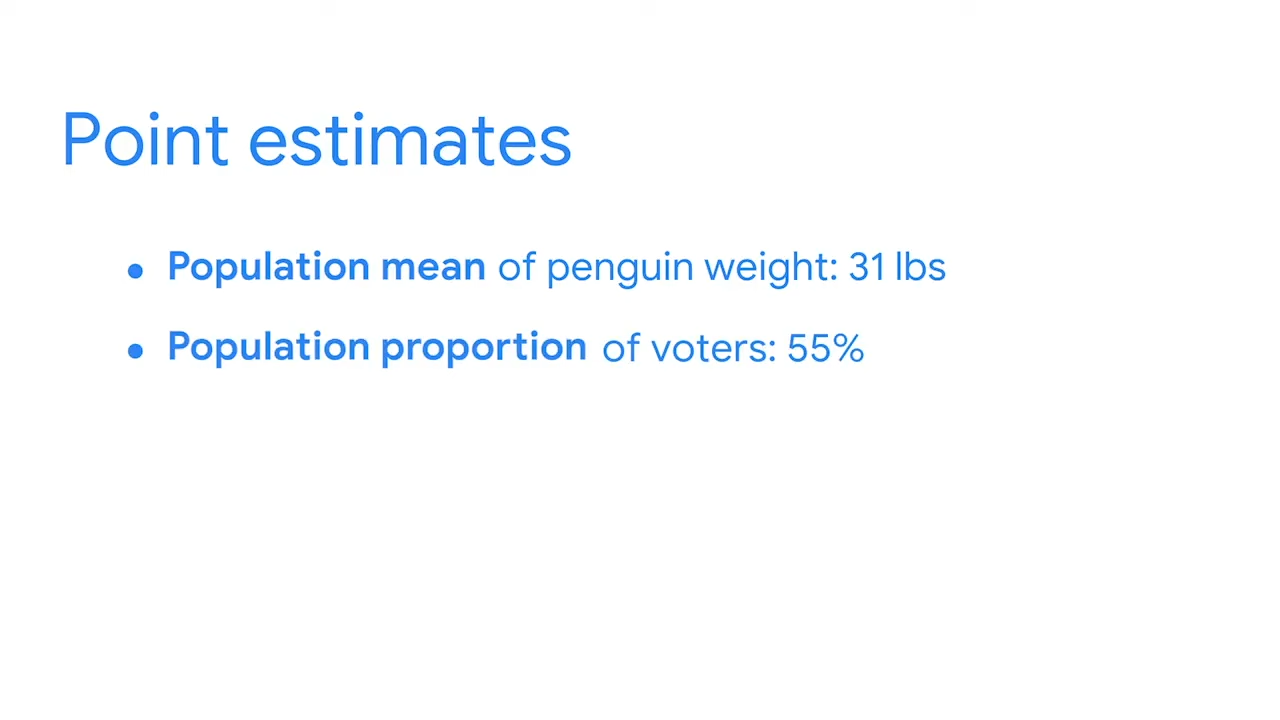 Point estimates
• Population mean of penguin weight: 31 lbs
• Population proportion of voters: 55%